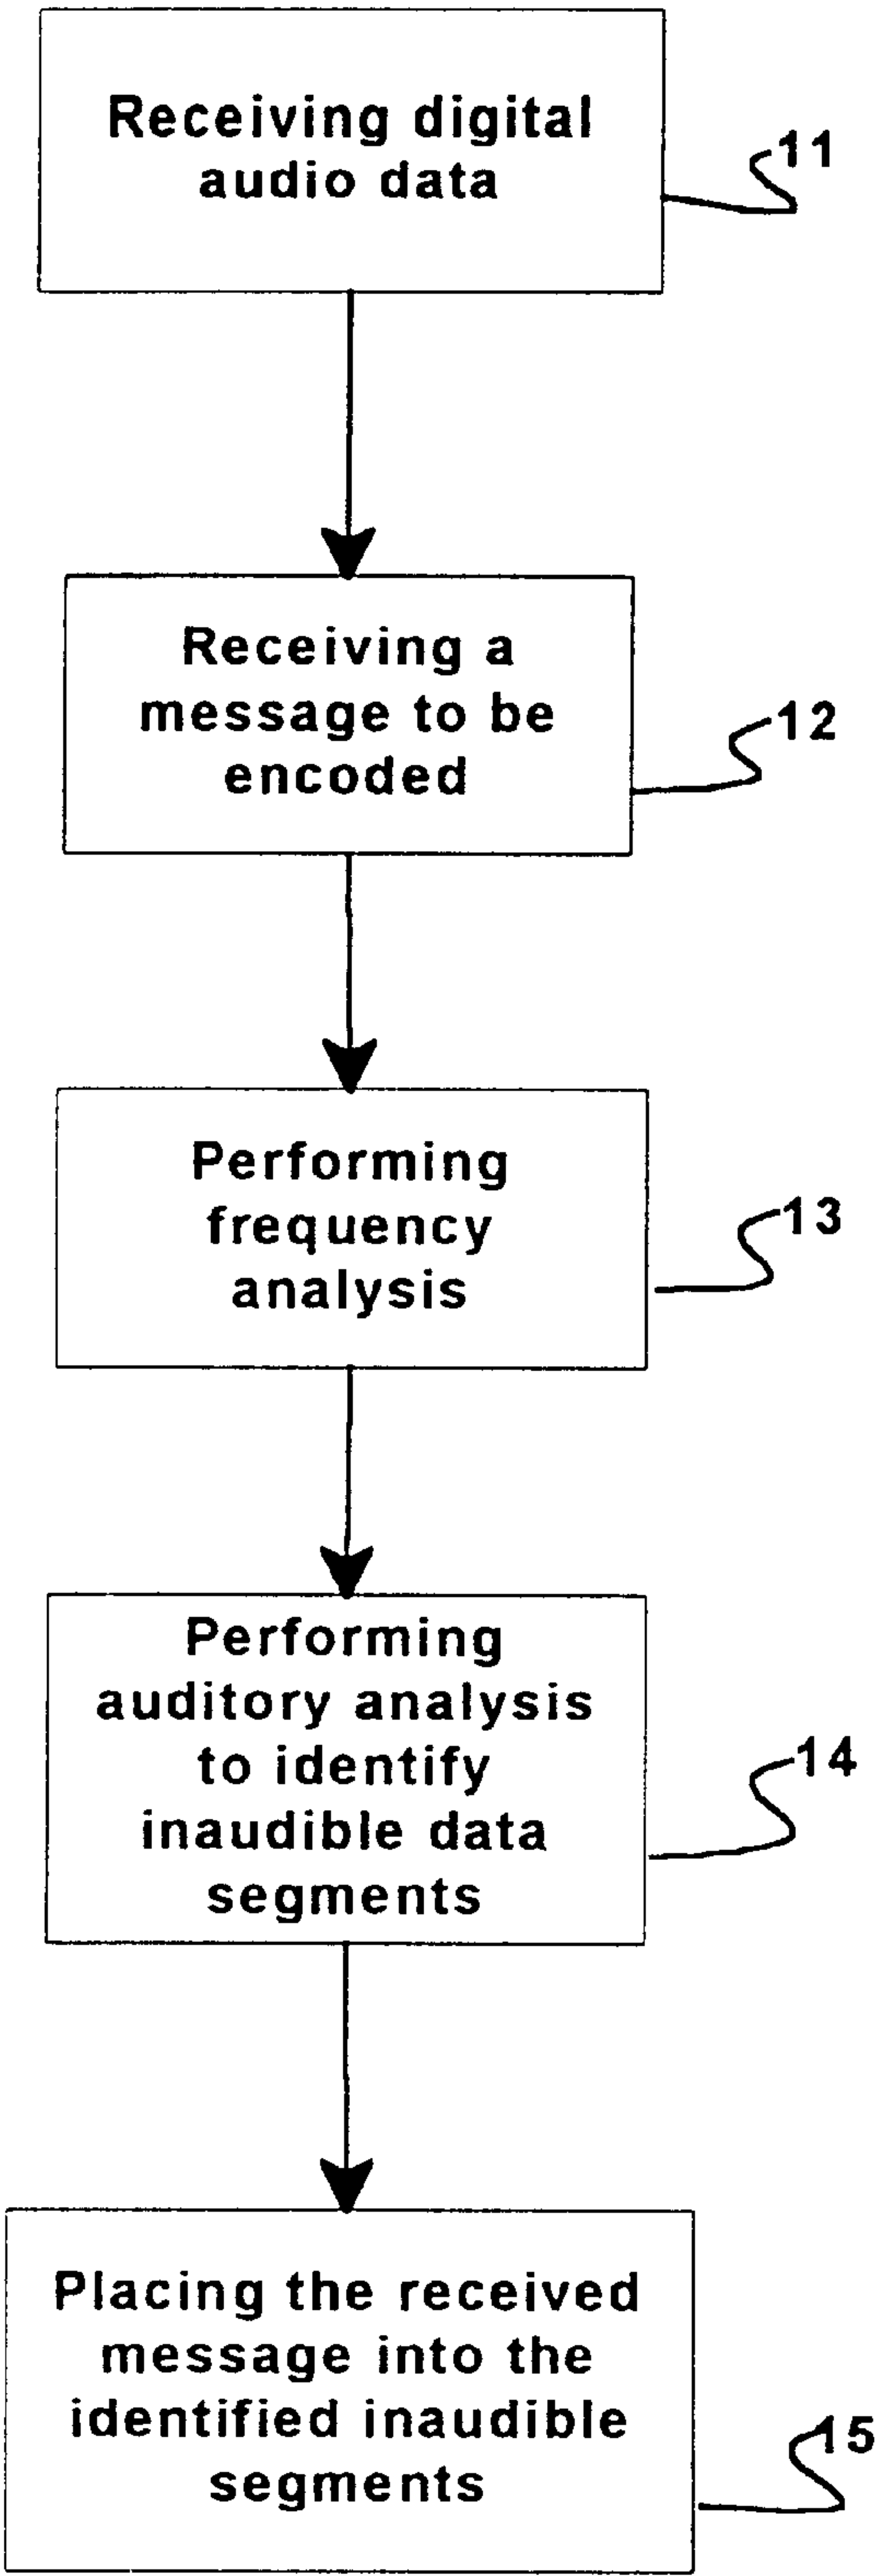 Receiving digital
audio data
11
Receiving a
message to be
encoded
12
Performing
frequency
analysis
13
Performing
auditory analysis
to identify
inaudible data
segments
14
Placing the received
message into the
identified inaudible
segments
15